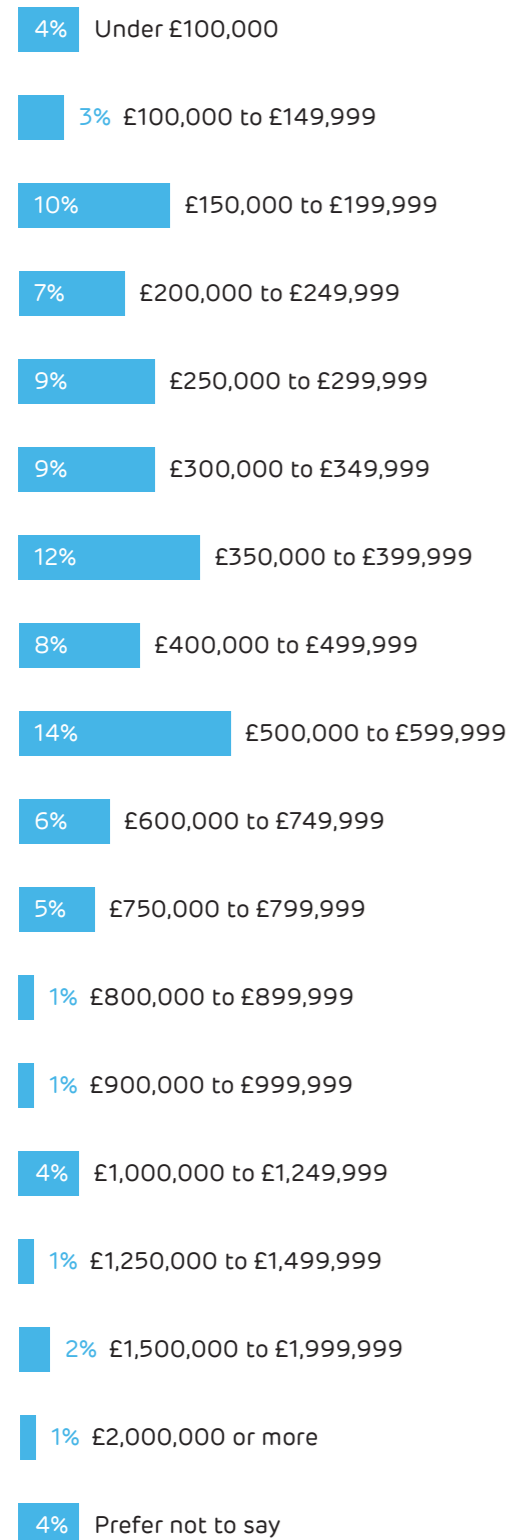 4% Under £100,000
3% £100,000 to £149,999
10% £150,000 to £199,999
7% £200,000 to £249,999
9% £250,000 to £299,999
9% £300,000 to £349,999
12% £350,000 to £399,999
8% £400,000 to £499,999
14% £500,000 to £599,999
6% £600,000 to £749,999
5% £750,000 to £799,999
1% £800,000 to £899,999
1% £900,000 to £999,999
4% £1,000,000 to £1,249,999
1% £1,250,000 to £1,499,999
2% £1,500,000 to £1,999,999
1% £2,000,000 or more
4% Prefer not to say